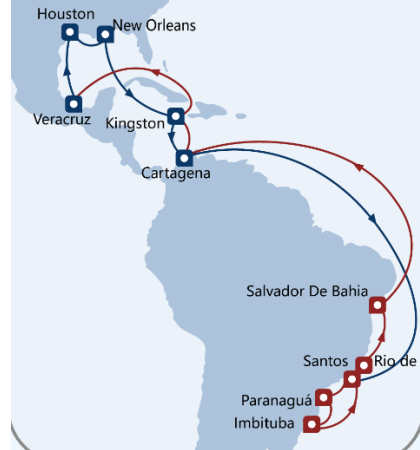 Houston
New Orleans
Veracruz
Kingston
Cartagena
Salvador De Bahia
Santos
Rio de
Paranaguá
Imbituba